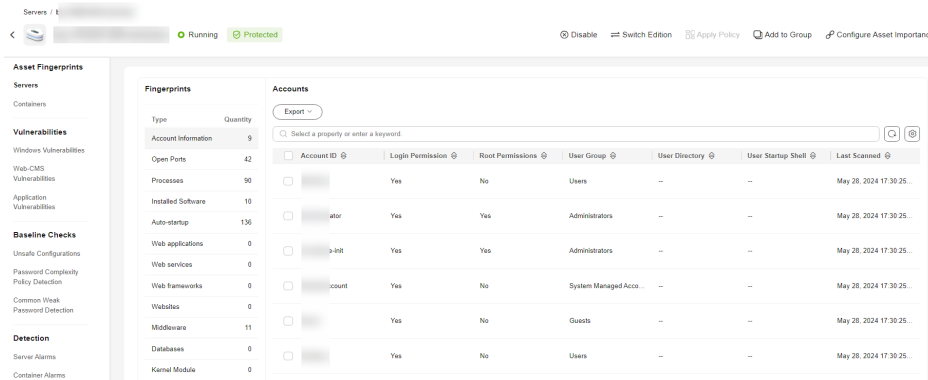 Servers /
Running Protected Disable Switch Edition Apply Policy Add to Group Configure Asset Importanc
Asset Fingerprints
Servers
Containers
Vulnerabilities
Windows Vulnerabilities
Web-CMS
Vulnerabilities
Application
Vulnerabilities
Baseline Checks
Unsafe Configurations
Password Complexity
Policy Detection
Common Weak
Password Detection
Detection
Server Alarms
Container Alarms
Fingerprints
Type Quantity
Account Information 9
Open Ports 42
Processes 90
Installed Software 10
Auto-startup 136
Web applications 0
Web services 0
Web frameworks 0
Websites 0
Middleware 11
Databases 0
Kernel Module 0
Accounts
Export
Select a property or enter a keyword
Account ID Login Permission Root Permissions User Group User Directory User Startup Shell Last Scanned
Yes No Users -- -- May 28, 2024 17:30:25...
ator Yes Yes Administrators -- -- May 28, 2024 17:30:25...
e-init Yes Yes Administrators -- -- May 28, 2024 17:30:25...
count Yes No System Managed Acco... -- -- May 28, 2024 17:30:25...
Yes No Guests -- -- May 28, 2024 17:30:25...
Yes No Users -- -- May 28, 2024 17:30:25...